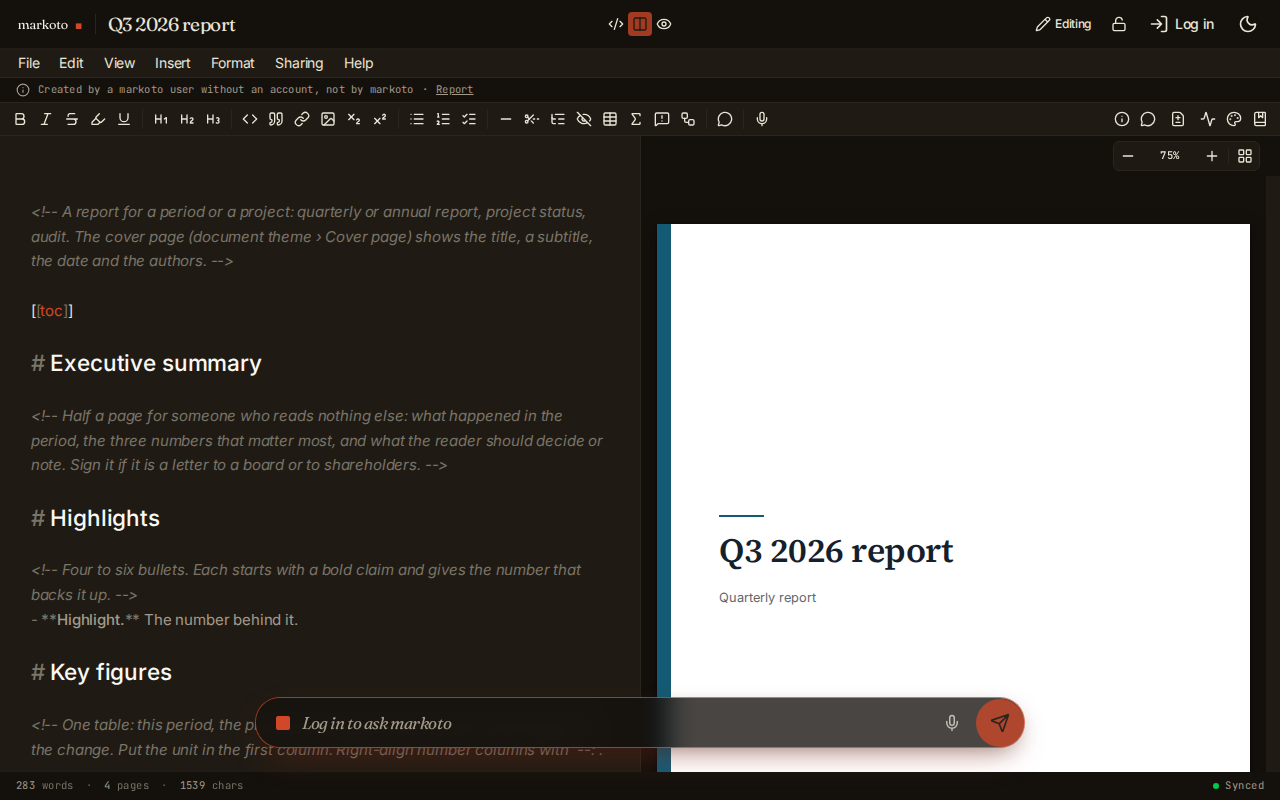 markoto
Q3 2026 report
Editing
Log in
File Edit View Insert Format Sharing Help
Created by a markoto user without an account, not by markoto · Report
H1 H2 H3
75%
<!-- A report for a period or a project: quarterly or annual report, project status,
audit. The cover page (document theme › Cover page) shows the title, a subtitle,
the date and the authors. -->
[[toc]]
# Executive summary
<!-- Half a page for someone who reads nothing else: what happened in the
period, the three numbers that matter most, and what the reader should decide or
note. Sign it if it is a letter to a board or to shareholders. -->
# Highlights
<!-- Four to six bullets. Each starts with a bold claim and gives the number that
backs it up. -->
- **Highlight.** The number behind it.
# Key figures
<!-- One table: this period, the p
the change. Put the unit in the first column. Right-align number columns with `--:`.
Q3 2026 report
Quarterly report
Log in to ask markoto
283 words · 4 pages · 1539 chars
Synced